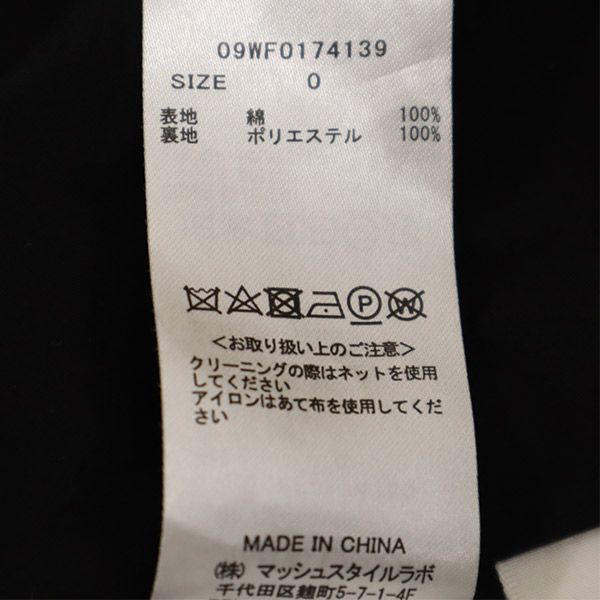 09WF0174139
SIZE 0
表地 綿 100%
裏地 ポリエステル 100%
P W
<お取り扱い上のご注意>
クリーニングの際はネットを使用
してください
アイロンはあて布を使用してくだ
さい
MADE IN CHINA
(株) マッシュスタイルラボ
千代田区麹町5-7-1-4F